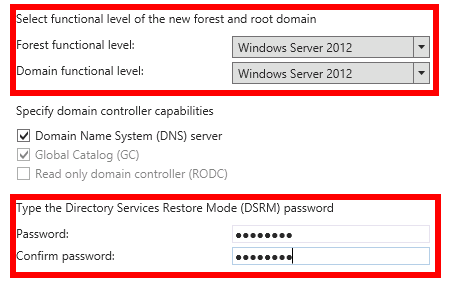 Select functional level of the new forest and root domain
Forest functional level: Windows Server 2012
Domain functional level: Windows Server 2012
Specify domain controller capabilities
Domain Name System (DNS) server
Global Catalog (GC)
Read only domain controller (RODC)
Type the Directory Services Restore Mode (DSRM) password
Password: ●●●●●●●●
Confirm password: ●●●●●●●●